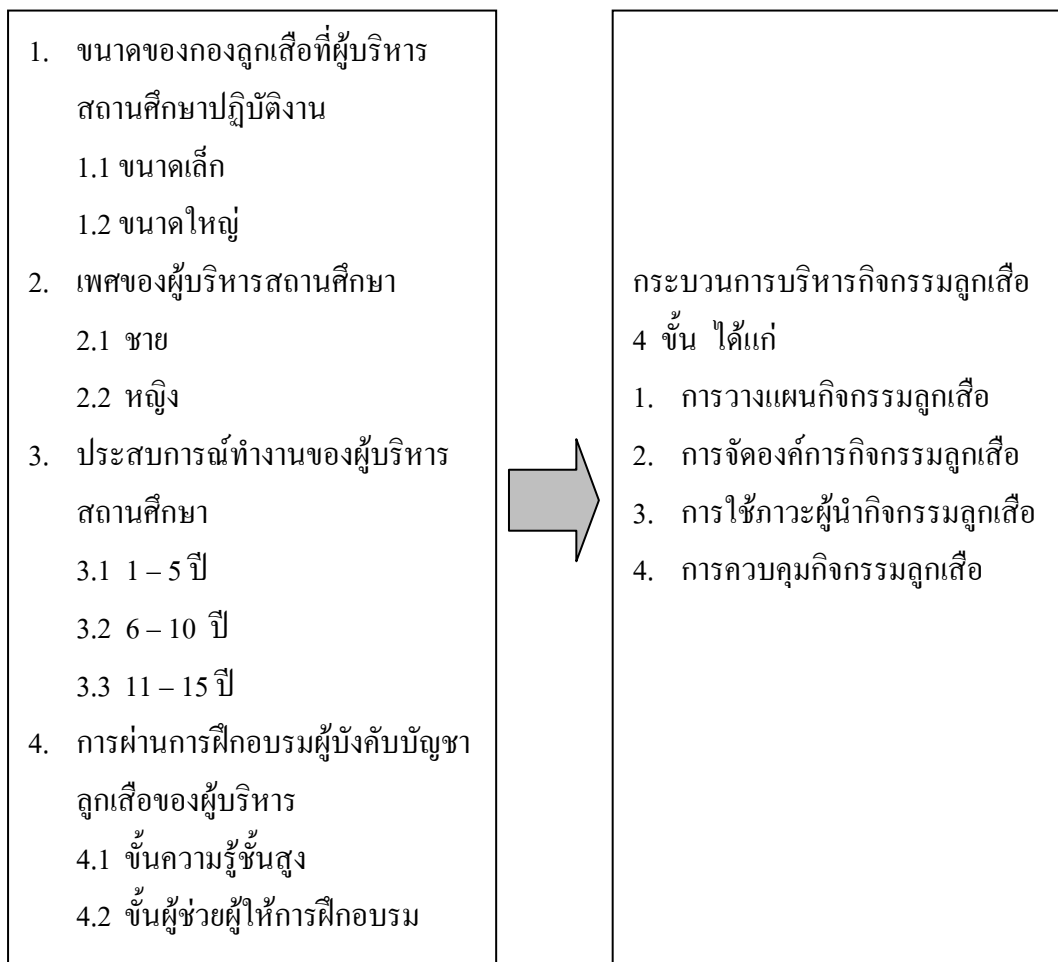 1. ขนาดของกองลูกเสือที่ผู้บริหาร
สถานศึกษาปฏิบัติงาน
1.1 ขนาดเล็ก
1.2 ขนาดใหญ่
2. เพศของผู้บริหารสถานศึกษา
2.1 ชาย
2.2 หญิง
3. ประสบการณ์ทำงานของผู้บริหาร
สถานศึกษา
3.1 1 – 5 ปี
3.2 6 – 10 ปี
3.3 11 – 15 ปี
4. การผ่านการฝึกอบรมผู้บังคับบัญชา
ลูกเสือของผู้บริหาร
4.1 ขั้นความรู้ชั้นสูง
4.2 ขั้นผู้ช่วยผู้ให้การฝึกอบรม
กระบวนการบริหารกิจกรรมลูกเสือ
4 ขั้น ได้แก่
1. การวางแผนกิจกรรมลูกเสือ
2. การจัดองค์การกิจกรรมลูกเสือ
3. การใช้ภาวะผู้นำกิจกรรมลูกเสือ
4. การควบคุมกิจกรรมลูกเสือ